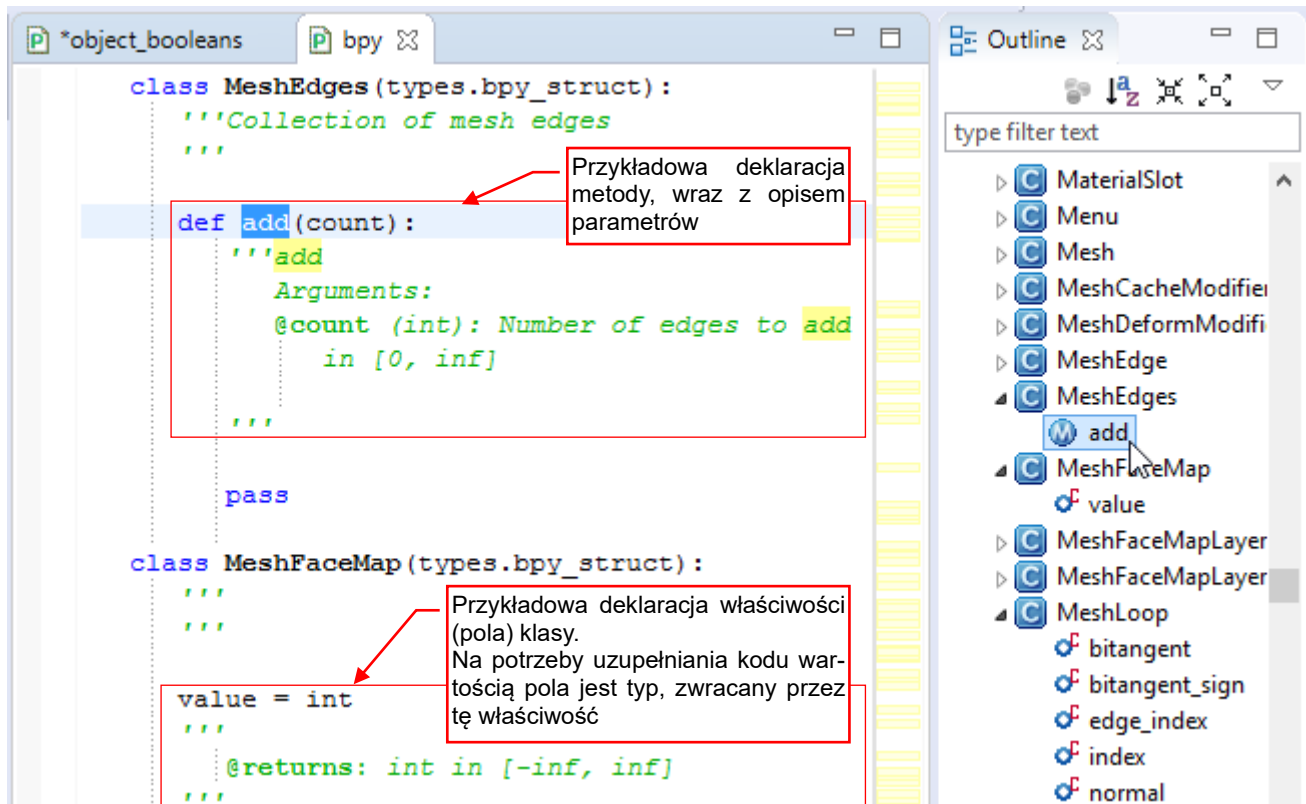 *object_booleans
bpy
class MeshEdges(types.bpy_struct):
'''Collection of mesh edges
'''
Przykładowa deklaracja
metody, wraz z opisem
parametrów
def add(count):
'''add
Arguments:
@count (int): Number of edges to add
in [0, inf]
'''
pass
class MeshFaceMap(types.bpy_struct):
'''
'''
Przykładowa deklaracja właściwości
(pola) klasy.
Na potrzeby uzupełniania kodu war-
tością pola jest typ, zwracany przez
tę właściwość
value = int
'''
@returns: int in [-inf, inf]
'''
Outline
type filter text
MaterialSlot
Menu
Mesh
MeshCacheModifier
MeshDeformModifi
MeshEdge
MeshEdges
add
MeshFaceMap
value
MeshFaceMapLayer
MeshFaceMapLayer
MeshLoop
bitangent
bitangent_sign
edge_index
index
normal